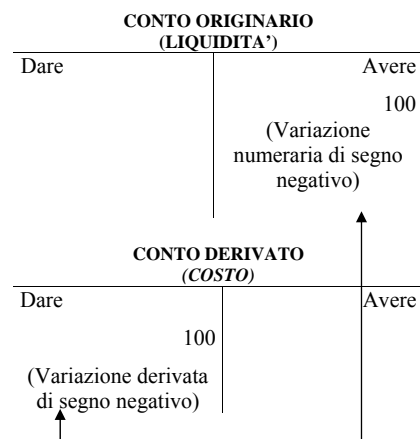 CONTO ORIGINARIO
(LIQUIDITA’)
Dare Avere
100
(Variazione
numeraria di segno
negativo)
CONTO DERIVATO
(COSTO)
Dare Avere
100
(Variazione derivata
di segno negativo)